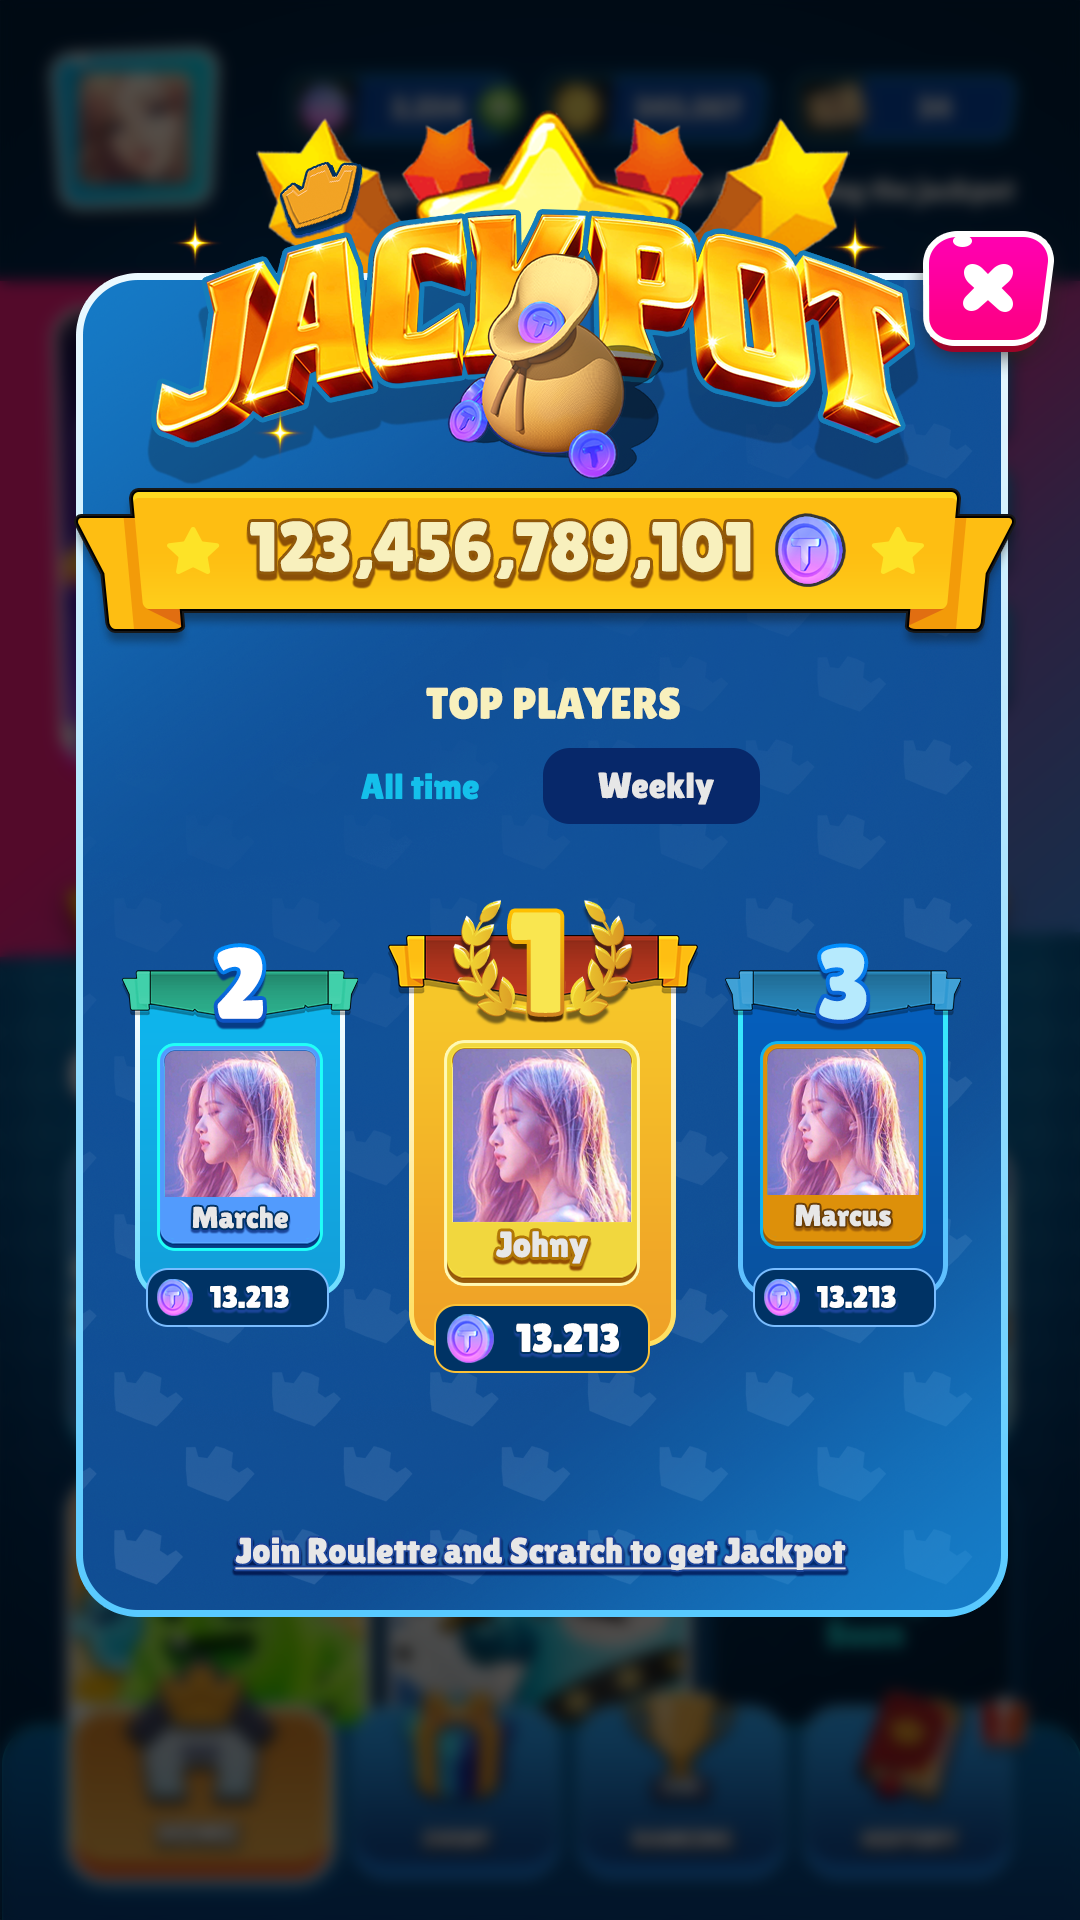 JACKPOT
123,456,789,101
TOP PLAYERS
All time
Weekly
2
1
3
Marche
Johny
Marcus
13.213
13.213
13.213
Join Roulette and Scratch to get Jackpot